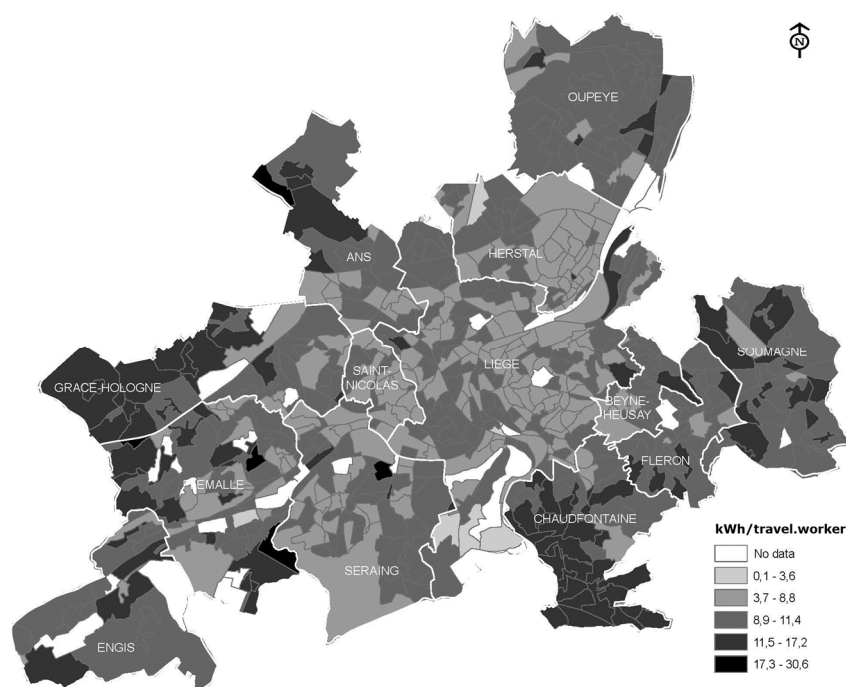 N
OUPEYE
ANS
HERSTAL
SOUMAGNE
SAINT-
NICOLAS
LIEGE
GRACE-HOLOGNE
BEYNE-
HEUSAY
FLERON
FLEMALLE
CHAUDFONTAINE
SERAING
ENGIS
kWh/travel.worker
No data
0,1 - 3,6
3,7 - 8,8
8,9 - 11,4
11,5 - 17,2
17,3 - 30,6